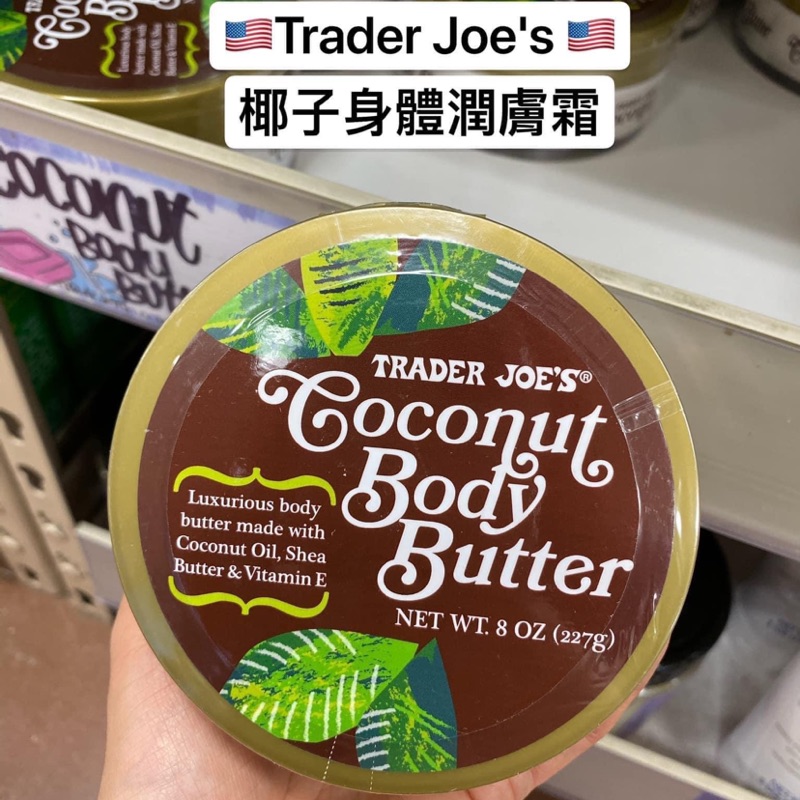 🇺🇸Trader Joe's 🇺🇸
椰子身體潤膚霜
Coconut
Body
TRADER JOE'S®
Coconut
Body
Butter
Luxurious body
butter made with
Coconut Oil, Shea
Butter & Vitamin E
NET WT. 8 OZ (227g)